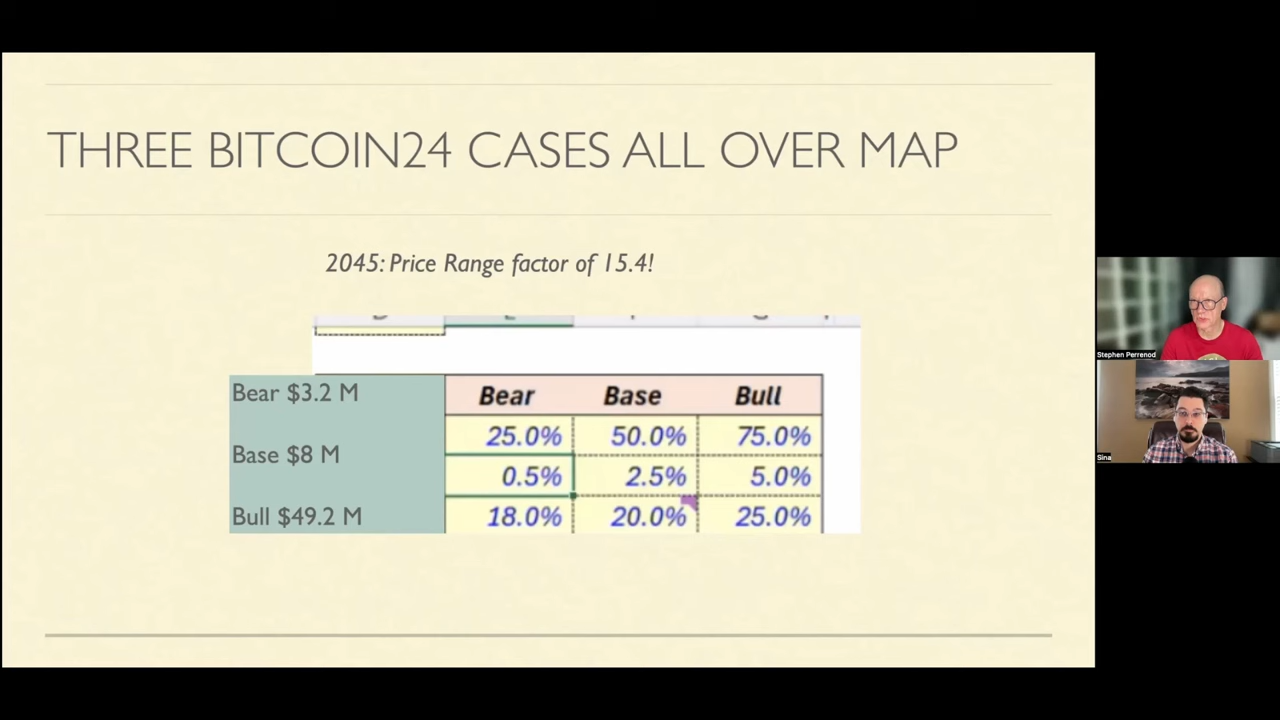 THREE BITCOIN24 CASES ALL OVER MAP
2045: Price Range factor of 15.4!
Bear $3.2 M
Base $8 M
Bull $49.2 M
Bear Base Bull
25.0% 50.0% 75.0%
0.5% 2.5% 5.0%
18.0% 20.0% 25.0%
Stephen Perrenod
Sina